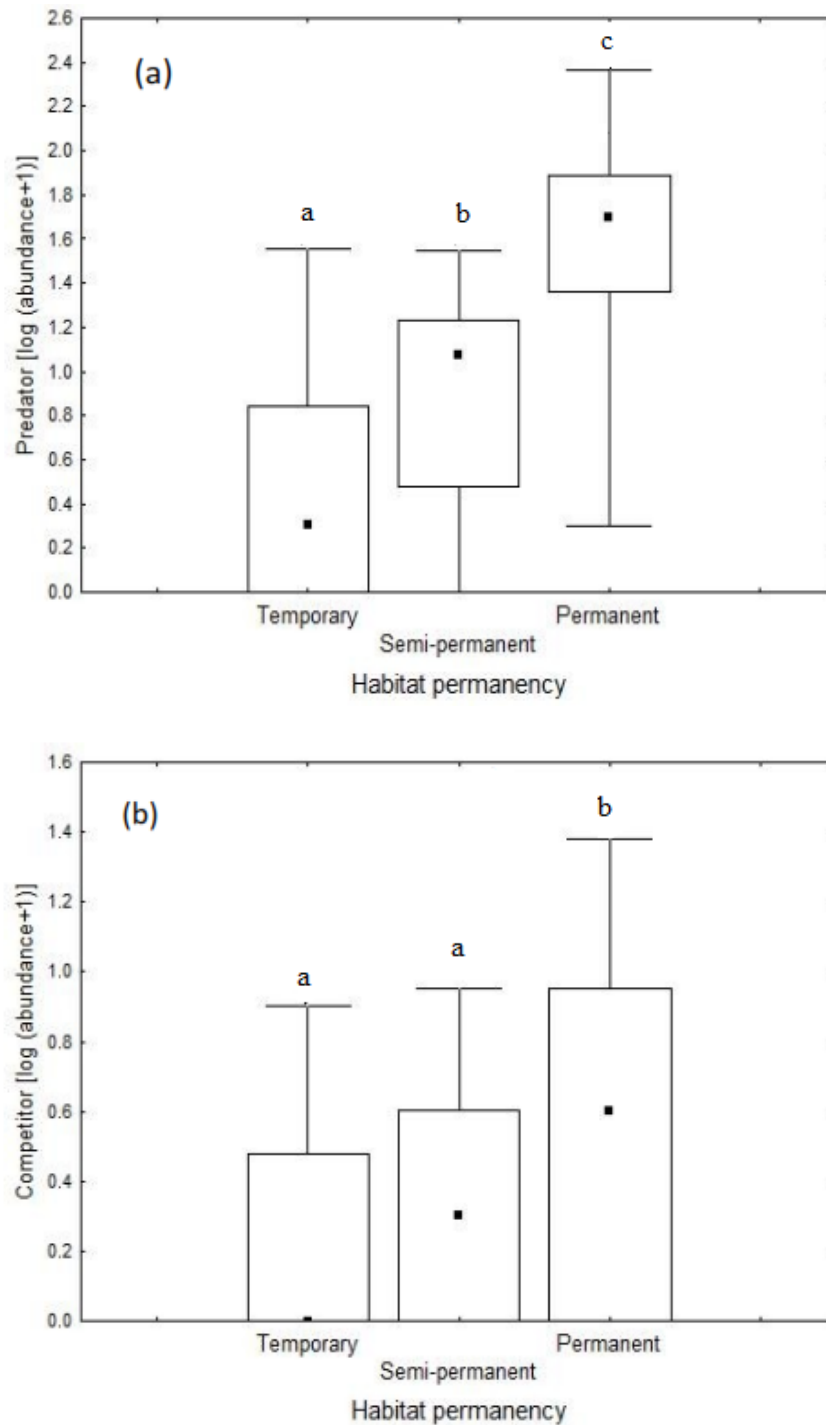 (a)
Predator [log (abundance+1)]
2.6
2.4
2.2
2.0
1.8
1.6
1.4
1.2
1.0
0.8
0.6
0.4
0.2
0.0
a
b
c
Temporary
Semi-permanent
Permanent
Habitat permanency
(b)
Competitor [log (abundance+1)]
1.6
1.4
1.2
1.0
0.8
0.6
0.4
0.2
0.0
a
a
b
Temporary
Semi-permanent
Permanent
Habitat permanency